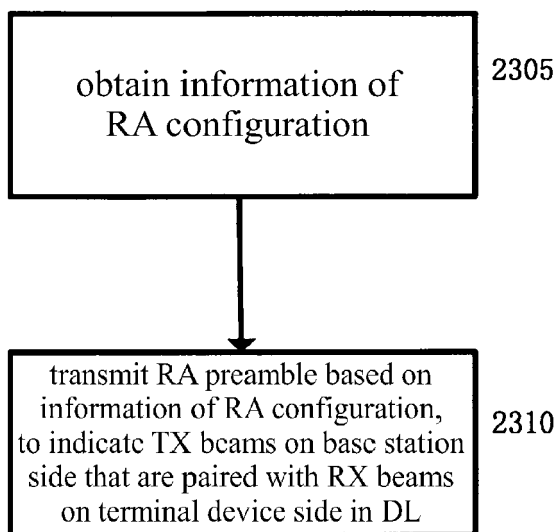 obtain information of
RA configuration
2305
transmit RA preamble based on
information of RA configuration,
to indicate TX beams on base station
side that are paired with RX beams
on terminal device side in DL
2310